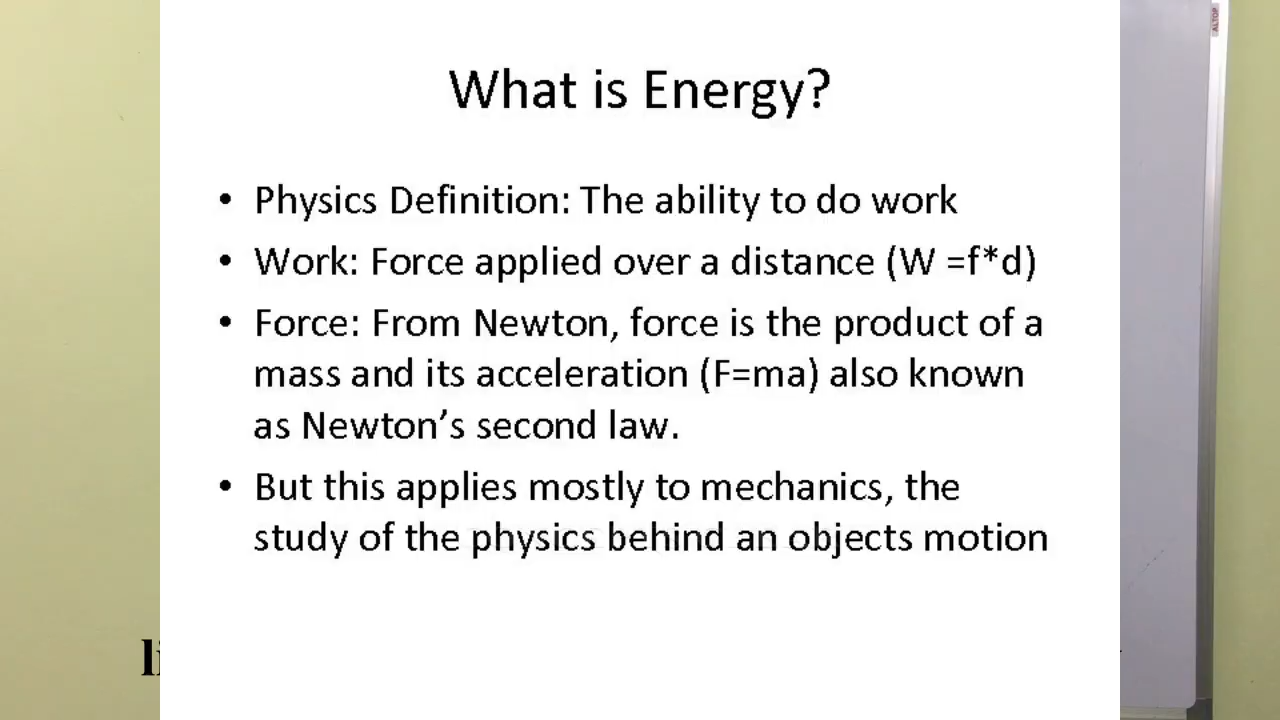 What is Energy?
• Physics Definition: The ability to do work
• Work: Force applied over a distance (W =f*d)
• Force: From Newton, force is the product of a
mass and its acceleration (F=ma) also known
as Newton’s second law.
• But this applies mostly to mechanics, the
study of the physics behind an objects motion
ALTOP
li